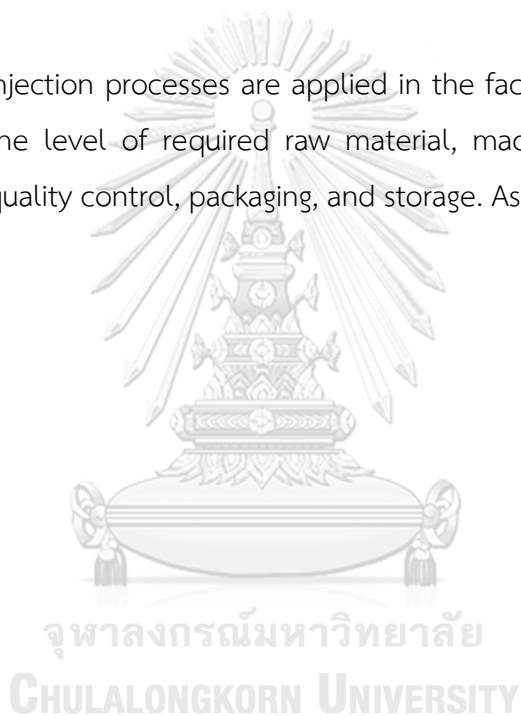 njection processes are applied in the fac
ne level of required raw material, mac
quality control, packaging, and storage. As
จุฬาลงกรณ์มหาวิทยาลัย
CHULALONGKORN UNIVERSITY